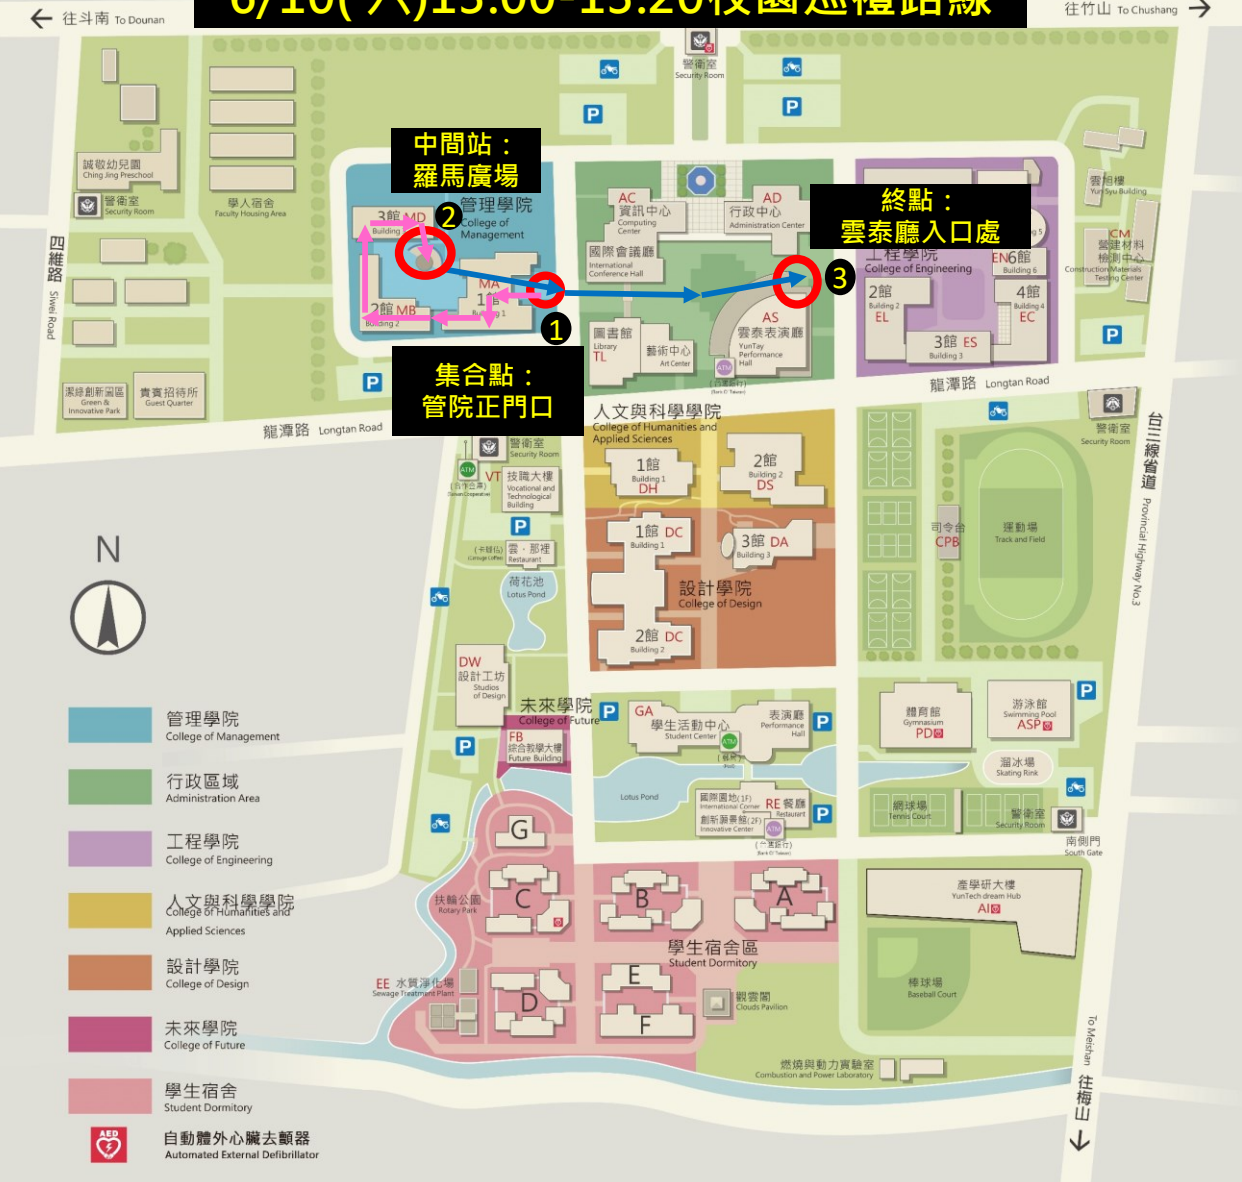 6/10(六)15:00-15:20校園巡禮路線
往斗南 To Dounan
往竹山 To Chushang
警衛室
Security Room
誠敬幼兒園
Ching Jing Preschool
警衛室
Security Room
學人宿舍
Faculty Housing Area
四維路 Siwei Road
中間站：
羅馬廣場
2
管理學院
College of
Management
3館 MD
Building
MA
1館
Building 1
2館 MB
Building 2
1
集合點：
管院正門口
AC
資訊中心
Computing
Center
國際會議廳
International
Conference Hall
AD
行政中心
Administration Center
終點：
雲泰廳入口處
3
圖書館
Library
TL
藝術中心
Art Center
AS
雲泰表演廳
YunTay
Performance
Hall
ATM
工程學院
College of Engineering
EN 6館
Building 6
2館
Building 2
EL
4館
Building 4
EC
3館 ES
Building 3
雲旭樓
Yun Syu Building
CM
營建材料
檢測中心
Construction Materials
Testing Center
潔綠創新園區
Green &
Innovative Park
貴賓招待所
Guest Quarter
龍潭路 Longtan Road
龍潭路 Longtan Road
警衛室
Security Room
台三線省道 Provincial Highway No.3
人文與科學學院
College of Humanities and
Applied Sciences
1館
Building 1
DH
2館
Building 2
DS
警衛室
Security Room
ATM
VT 技職大樓
Vocational and
Technological
Building
雲・那裡
Restaurant
荷花池
Lotus Pond
1館 DC
Building 1
3館 DA
Building 3
設計學院
College of Design
2館 DC
Building 2
司令台
CPB
運動場
Track and Field
N
DW
設計工坊
Studios
of Design
未來學院
College of Future
FB
綜合教學大樓
Future Building
GA
學生活動中心
Student Center
ATM
表演廳
Performance
Hall
體育館
Gymnasium
PD
游泳館
Swimming Pool
ASP
溜冰場
Skating Rink
Lotus Pond
國際園地(1F)
International Corner
創新願景館(2F)
Innovative Center
RE 餐廳
Restaurant
ATM
網球場
Tennis Court
警衛室
Security Room
南側門
South Gate
G
C
B
A
扶輪公園
Rotary Park
學生宿舍區
Student Dormitory
D
E
F
EE 水質淨化場
Sewage Treatment Plant
觀雲閣
Clouds Pavilion
產學研大樓
YunTech dream Hub
AI
棒球場
Baseball Court
燃燒與動力實驗室
Combustion and Power Laboratory
To Meishan 往梅山
管理學院
College of Management
行政區域
Administration Area
工程學院
College of Engineering
人文與科學學院
College of Humanities and
Applied Sciences
設計學院
College of Design
未來學院
College of Future
學生宿舍
Student Dormitory
AED
自動體外心臟去顫器
Automated External Defibrillator